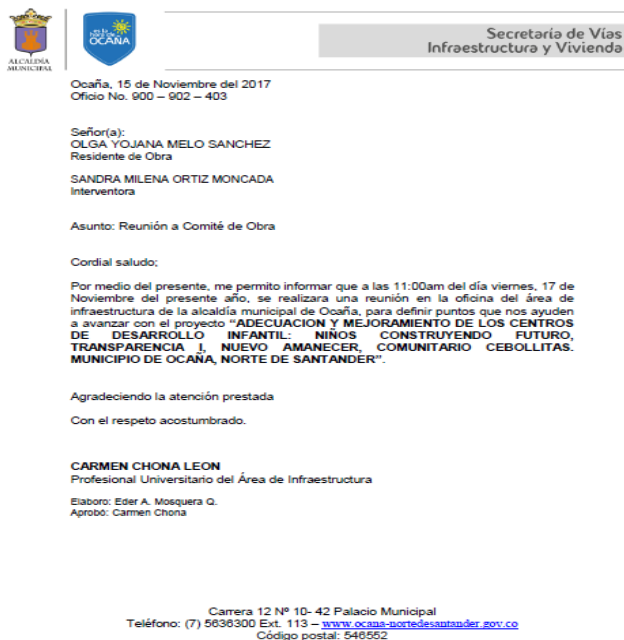 ALCALDÍA
MUNICIPAL
es la
hora de
OCAÑA
Secretaría de Vías
Infraestructura y Vivienda
Ocaña, 15 de Noviembre del 2017
Oficio No. 900 – 902 – 403
Señor(a):
OLGA YOJANA MELO SANCHEZ
Residente de Obra
SANDRA MILENA ORTIZ MONCADA
Interventora
Asunto: Reunión a Comité de Obra
Cordial saludo;
Por medio del presente, me permito informar que a las 11:00am del día viernes, 17 de
Noviembre del presente año, se realizara una reunión en la oficina del área de
infraestructura de la alcaldía municipal de Ocaña, para definir puntos que nos ayuden
a avanzar con el proyecto “ADECUACION Y MEJORAMIENTO DE LOS CENTROS
DE DESARROLLO INFANTIL: NIÑOS CONSTRUYENDO FUTURO,
TRANSPARENCIA I, NUEVO AMANECER, COMUNITARIO CEBOLLITAS.
MUNICIPIO DE OCAÑA, NORTE DE SANTANDER”.
Agradeciendo la atención prestada
Con el respeto acostumbrado.
CARMEN CHONA LEON
Profesional Universitario del Área de Infraestructura
Elaboro: Eder A. Mosquera Q.
Aprobó: Carmen Chona
Carrera 12 Nº 10- 42 Palacio Municipal
Teléfono: (7) 5636300 Ext. 113 – www.ocana-nortedesantander.gov.co
Código postal: 546552